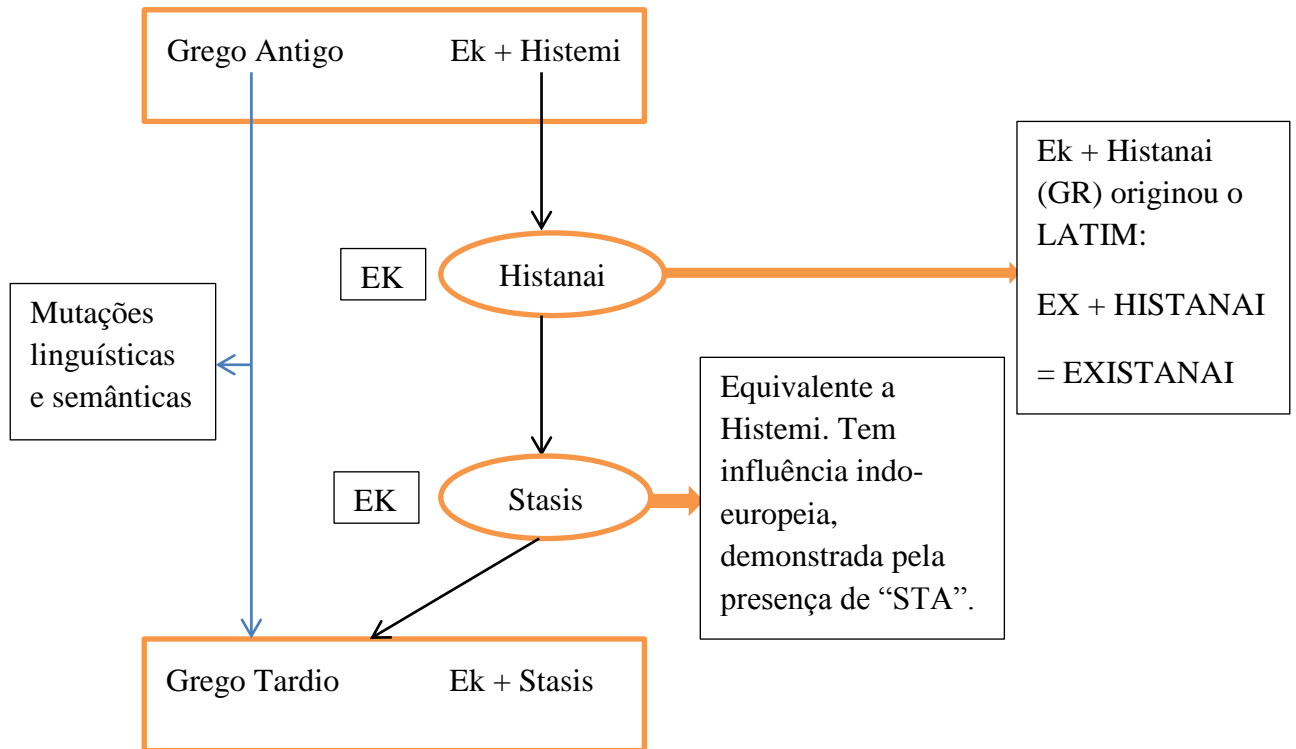 Grego Antigo Ek + Histemi
Ek + Histanai
(GR) originou o
LATIM:
EX + HISTANAI
= EXISTANAI
EK
Histanai
Mutações
linguísticas
e semânticas
Equivalente a
Histemi. Tem
influência indo-
europeia,
demonstrada pela
presença de “STA”.
EK
Stasis
Grego Tardio Ek + Stasis